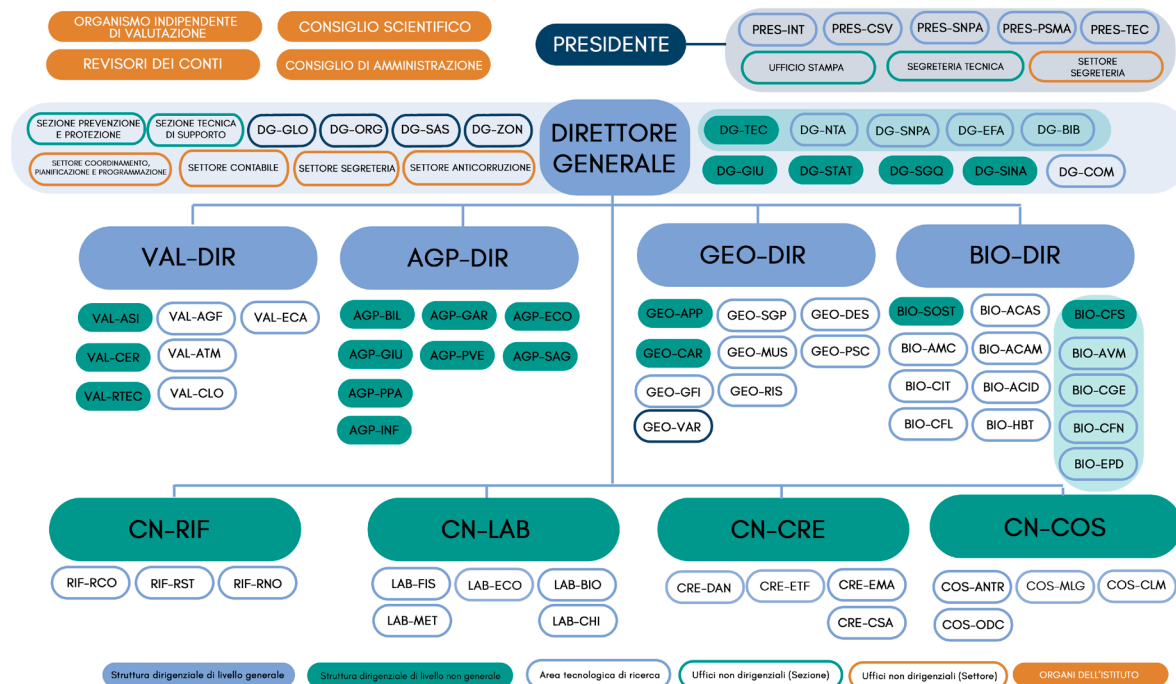 ORGANISMO INDIPENDENTE
DI VALUTAZIONE
CONSIGLIO SCIENTIFICO
REVISORI DEI CONTI
CONSIGLIO DI AMMINISTRAZIONE
PRESIDENTE
PRES-INT
PRES-CSV
PRES-SNPA
PRES-PSMA
PRES-TEC
UFFICIO STAMPA
SEGRETERIA TECNICA
SETTORE
SEGRETERIA
SEZIONE PREVENZIONE
E PROTEZIONE
SEZIONE TECNICA
DI SUPPORTO
DG-GLO
DG-ORG
DG-SAS
DG-ZON
SETTORE COORDINAMENTO,
PIANIFICAZIONE E PROGRAMMAZIONE
SETTORE CONTABILE
SETTORE SEGRETERIA
SETTORE ANTICORRUZIONE
DIRETTORE
GENERALE
DG-TEC
DG-NTA
DG-SNPA
DG-EFA
DG-BIB
DG-GIU
DG-STAT
DG-SGQ
DG-SINA
DG-COM
VAL-DIR
AGP-DIR
GEO-DIR
BIO-DIR
VAL-ASI
VAL-AGF
VAL-ECA
VAL-CER
VAL-ATM
VAL-RTEC
VAL-CLO
AGP-BIL
AGP-GAR
AGP-ECO
AGP-GIU
AGP-PVE
AGP-SAG
AGP-PPA
AGP-INF
GEO-APP
GEO-SGP
GEO-DES
GEO-CAR
GEO-MUS
GEO-PSC
GEO-GFI
GEO-RIS
GEO-VAR
BIO-SOST
BIO-ACAS
BIO-AMC
BIO-ACAM
BIO-CIT
BIO-ACID
BIO-CFL
BIO-HBT
BIO-CFS
BIO-AVM
BIO-CGE
BIO-CFN
BIO-EPD
CN-RIF
CN-LAB
CN-CRE
CN-COS
RIF-RCO
RIF-RST
RIF-RNO
LAB-FIS
LAB-ECO
LAB-BIO
LAB-MET
LAB-CHI
CRE-DAN
CRE-ETF
CRE-EMA
CRE-CSA
COS-ANTR
COS-MLG
COS-CLM
COS-ODC
Struttura dirigenziale di livello generale
Struttura dirigenziale di livello non generale
Area tecnologica di ricerca
Uffici non dirigenziali (Sezione)
Uffici non dirigenziali (Settore)
ORGANI DELL'ISTITUTO